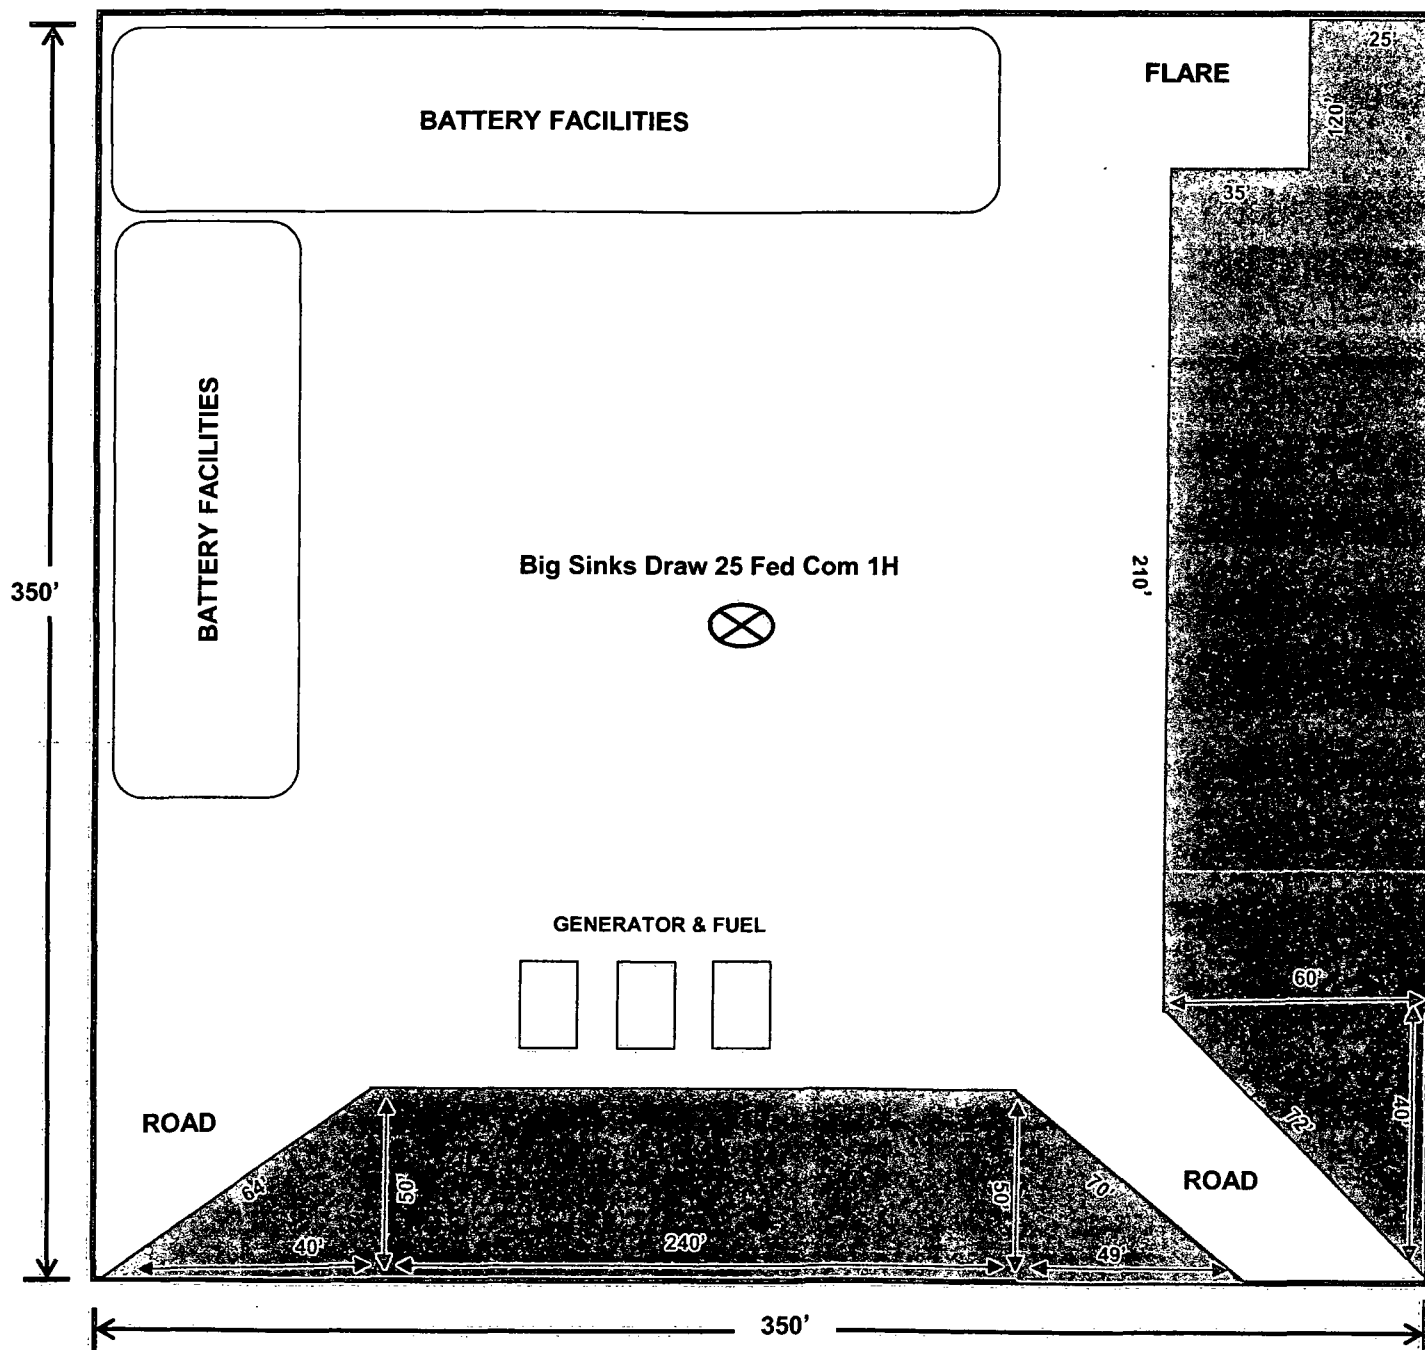 25'
FLARE
BATTERY FACILITIES
120'
35'
BATTERY FACILITIES
Big Sinks Draw 25 Fed Com 1H
350'
210'
GENERATOR & FUEL
60'
ROAD
40'
72'
64'
50'
50'
70'
ROAD
40'
240'
49'
350'